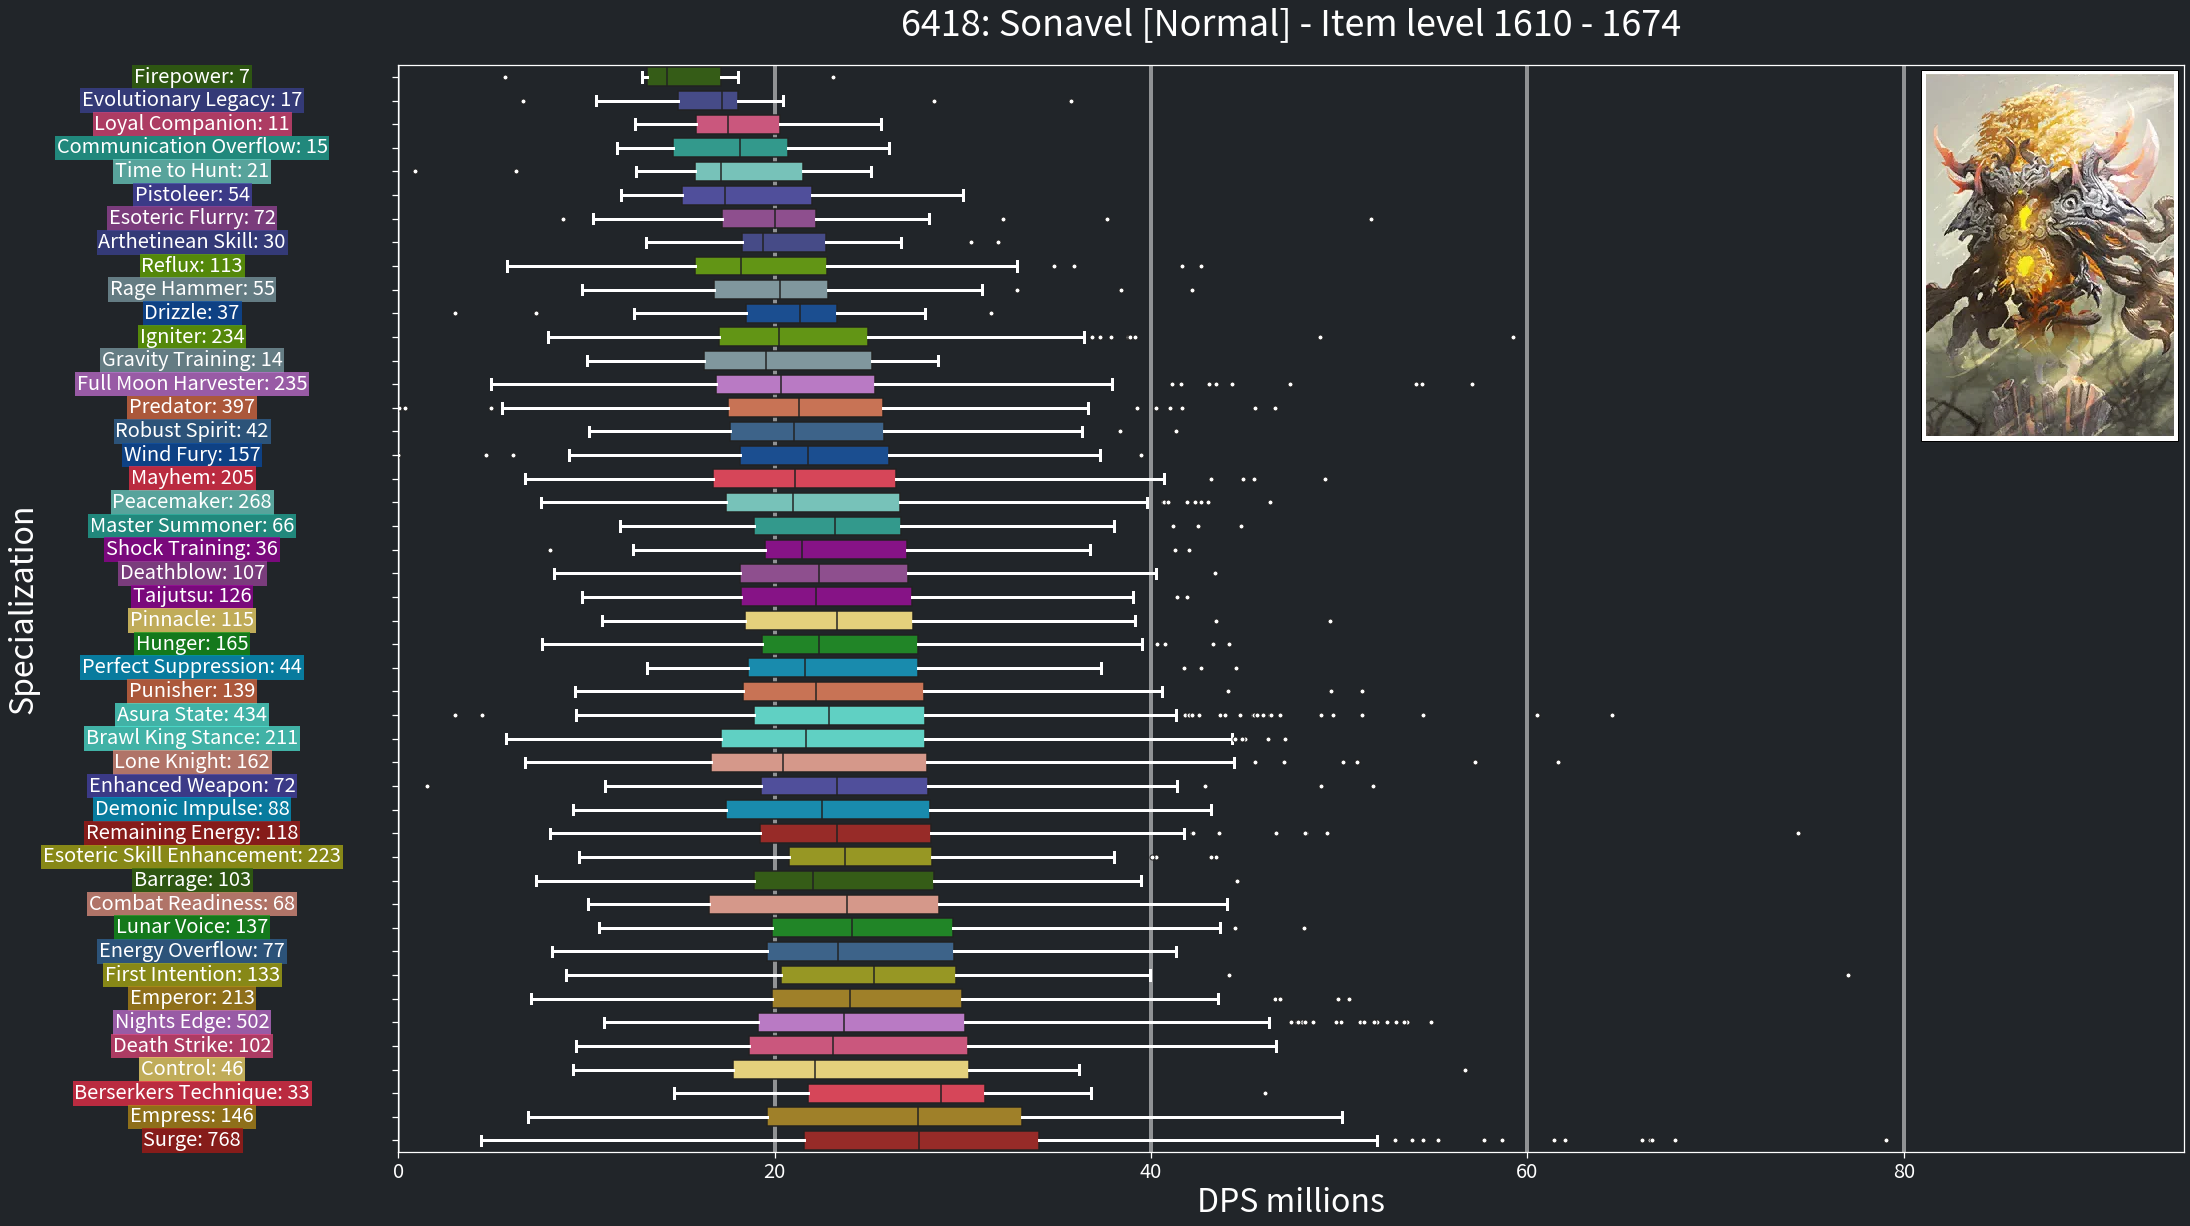 6418: Sonavel [Normal] - Item level 1610 - 1674
Specialization
Firepower: 7
Evolutionary Legacy: 17
Loyal Companion: 11
Communication Overflow: 15
Time to Hunt: 21
Pistoleer: 54
Esoteric Flurry: 72
Arthetinean Skill: 30
Reflux: 113
Rage Hammer: 55
Drizzle: 37
Igniter: 234
Gravity Training: 14
Full Moon Harvester: 235
Predator: 397
Robust Spirit: 42
Wind Fury: 157
Mayhem: 205
Peacemaker: 268
Master Summoner: 66
Shock Training: 36
Deathblow: 107
Taijutsu: 126
Pinnacle: 115
Hunger: 165
Perfect Suppression: 44
Punisher: 139
Asura State: 434
Brawl King Stance: 211
Lone Knight: 162
Enhanced Weapon: 72
Demonic Impulse: 88
Remaining Energy: 118
Esoteric Skill Enhancement: 223
Barrage: 103
Combat Readiness: 68
Lunar Voice: 137
Energy Overflow: 77
First Intention: 133
Emperor: 213
Nights Edge: 502
Death Strike: 102
Control: 46
Berserkers Technique: 33
Empress: 146
Surge: 768
0 20 40 60 80
DPS millions